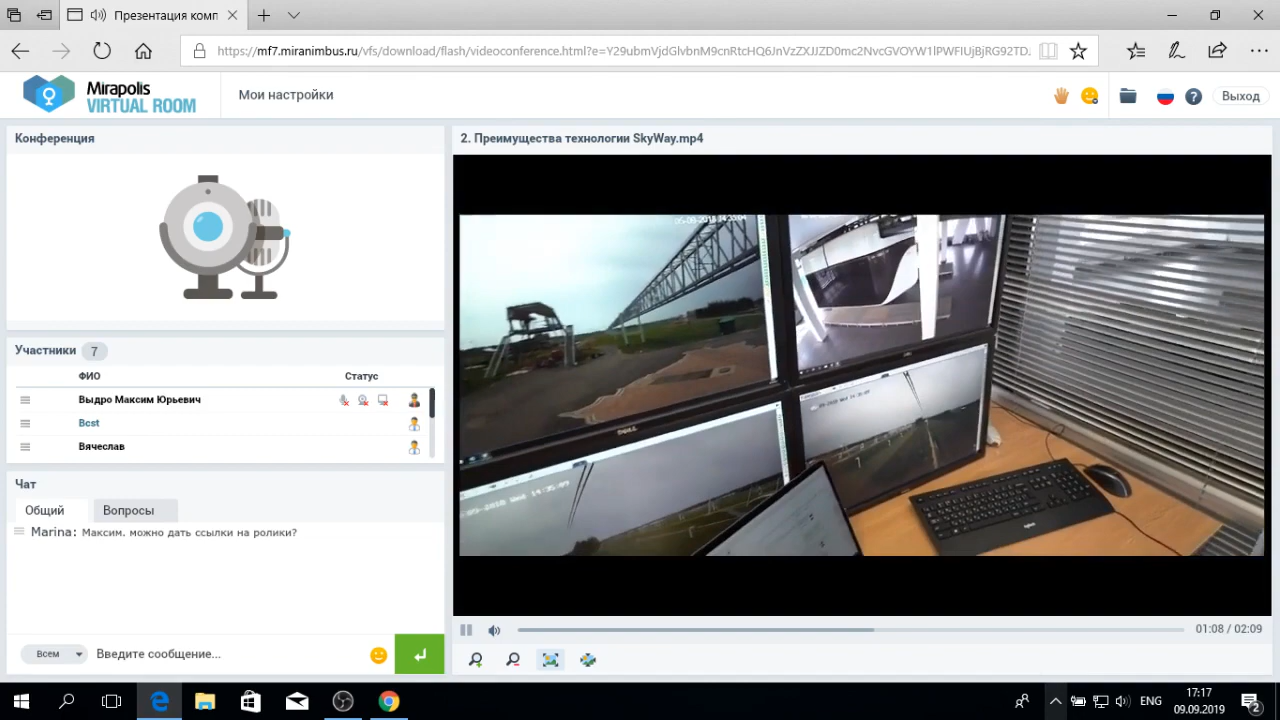 Презентация комп
https://mf7.miranimbus.ru/vfs/download/flash/videoconference.html?e=Y29ubmVjdGlvbnM9cnRtcHQ6JnVzZXJJZD0mc2NvcGVOYW1lPWFIUjBjRG92TD.
Mirapolis
VIRTUAL ROOM
Мои настройки
Выход
Конференция
2. Преимущества технологии SkyWay.mp4
Участники 7
ФИО Статус
Выдро Максим Юрьевич
Bcst
Вячеслав
Чат
Общий Вопросы
Marina: Максим. можно дать ссылки на ролики?
Всем Введите сообщение...
DELL
01:08 / 02:09
ENG
17:17
09.09.2019
2